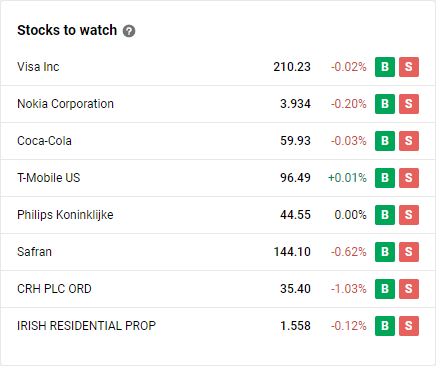 Stocks to watch ?
Visa Inc 210.23 -0.02% B S
Nokia Corporation 3.934 -0.20% B S
Coca-Cola 59.93 -0.03% B S
T-Mobile US 96.49 +0.01% B S
Philips Koninklijke 44.55 0.00% B S
Safran 144.10 -0.62% B S
CRH PLC ORD 35.40 -1.03% B S
IRISH RESIDENTIAL PROP 1.558 -0.12% B S